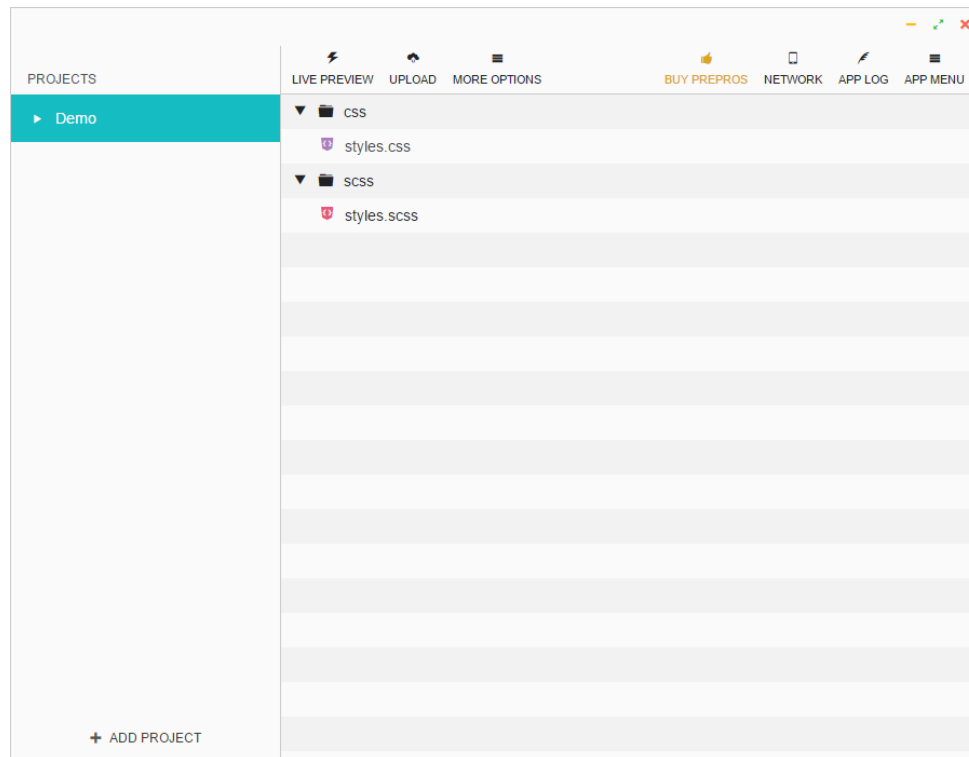 PROJECTS
LIVE PREVIEW UPLOAD MORE OPTIONS BUY PREPROS NETWORK APP LOG APP MENU
Demo
css
styles.css
scss
styles.scss
ADD PROJECT